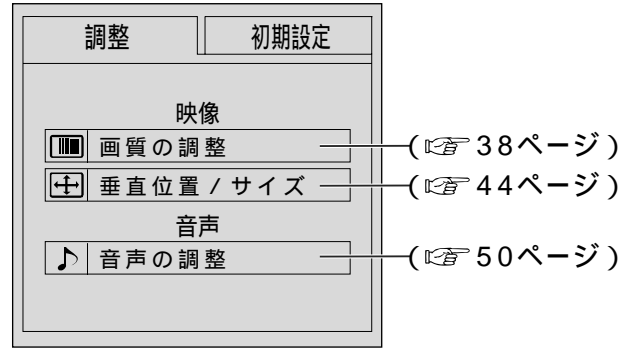 調整 初期設定
映像
画質の調整 (☞38ページ)
垂直位置/サイズ (☞44ページ)
音声
音声の調整 (☞50ページ)